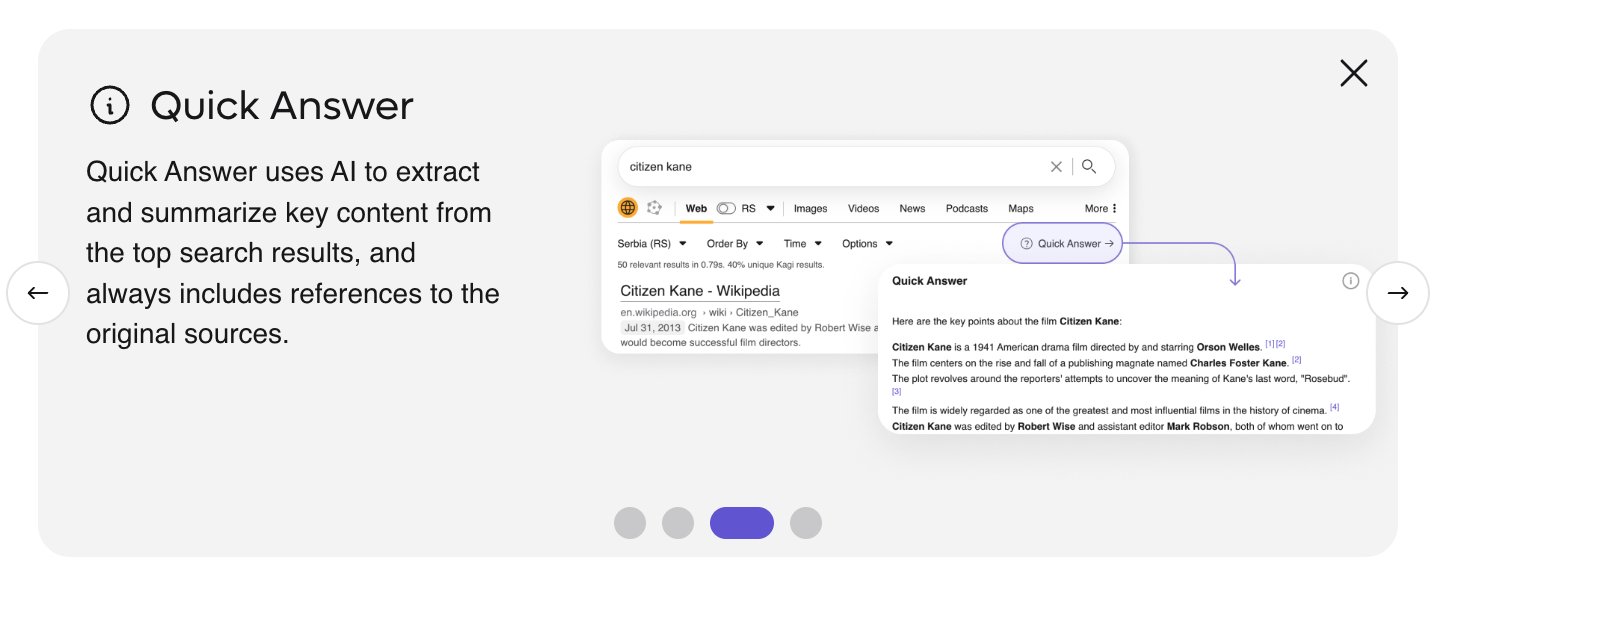 Quick Answer
Quick Answer uses AI to extract
and summarize key content from
the top search results, and
always includes references to the
original sources.
citizen kane
Web RS Images Videos News Podcasts Maps More
Serbia (RS) Order By Time Options Quick Answer →
50 relevant results in 0.79s. 40% unique Kagi results.
Citizen Kane - Wikipedia
en.wikipedia.org › wiki › Citizen_Kane
Jul 31, 2013 Citizen Kane was edited by Robert Wise a
would become successful film directors.
Quick Answer
Here are the key points about the film Citizen Kane:
Citizen Kane is a 1941 American drama film directed by and starring Orson Welles. [1][2]
The film centers on the rise and fall of a publishing magnate named Charles Foster Kane. [2]
The plot revolves around the reporters' attempts to uncover the meaning of Kane's last word, "Rosebud".
[3]
The film is widely regarded as one of the greatest and most influential films in the history of cinema. [4]
Citizen Kane was edited by Robert Wise and assistant editor Mark Robson, both of whom went on to